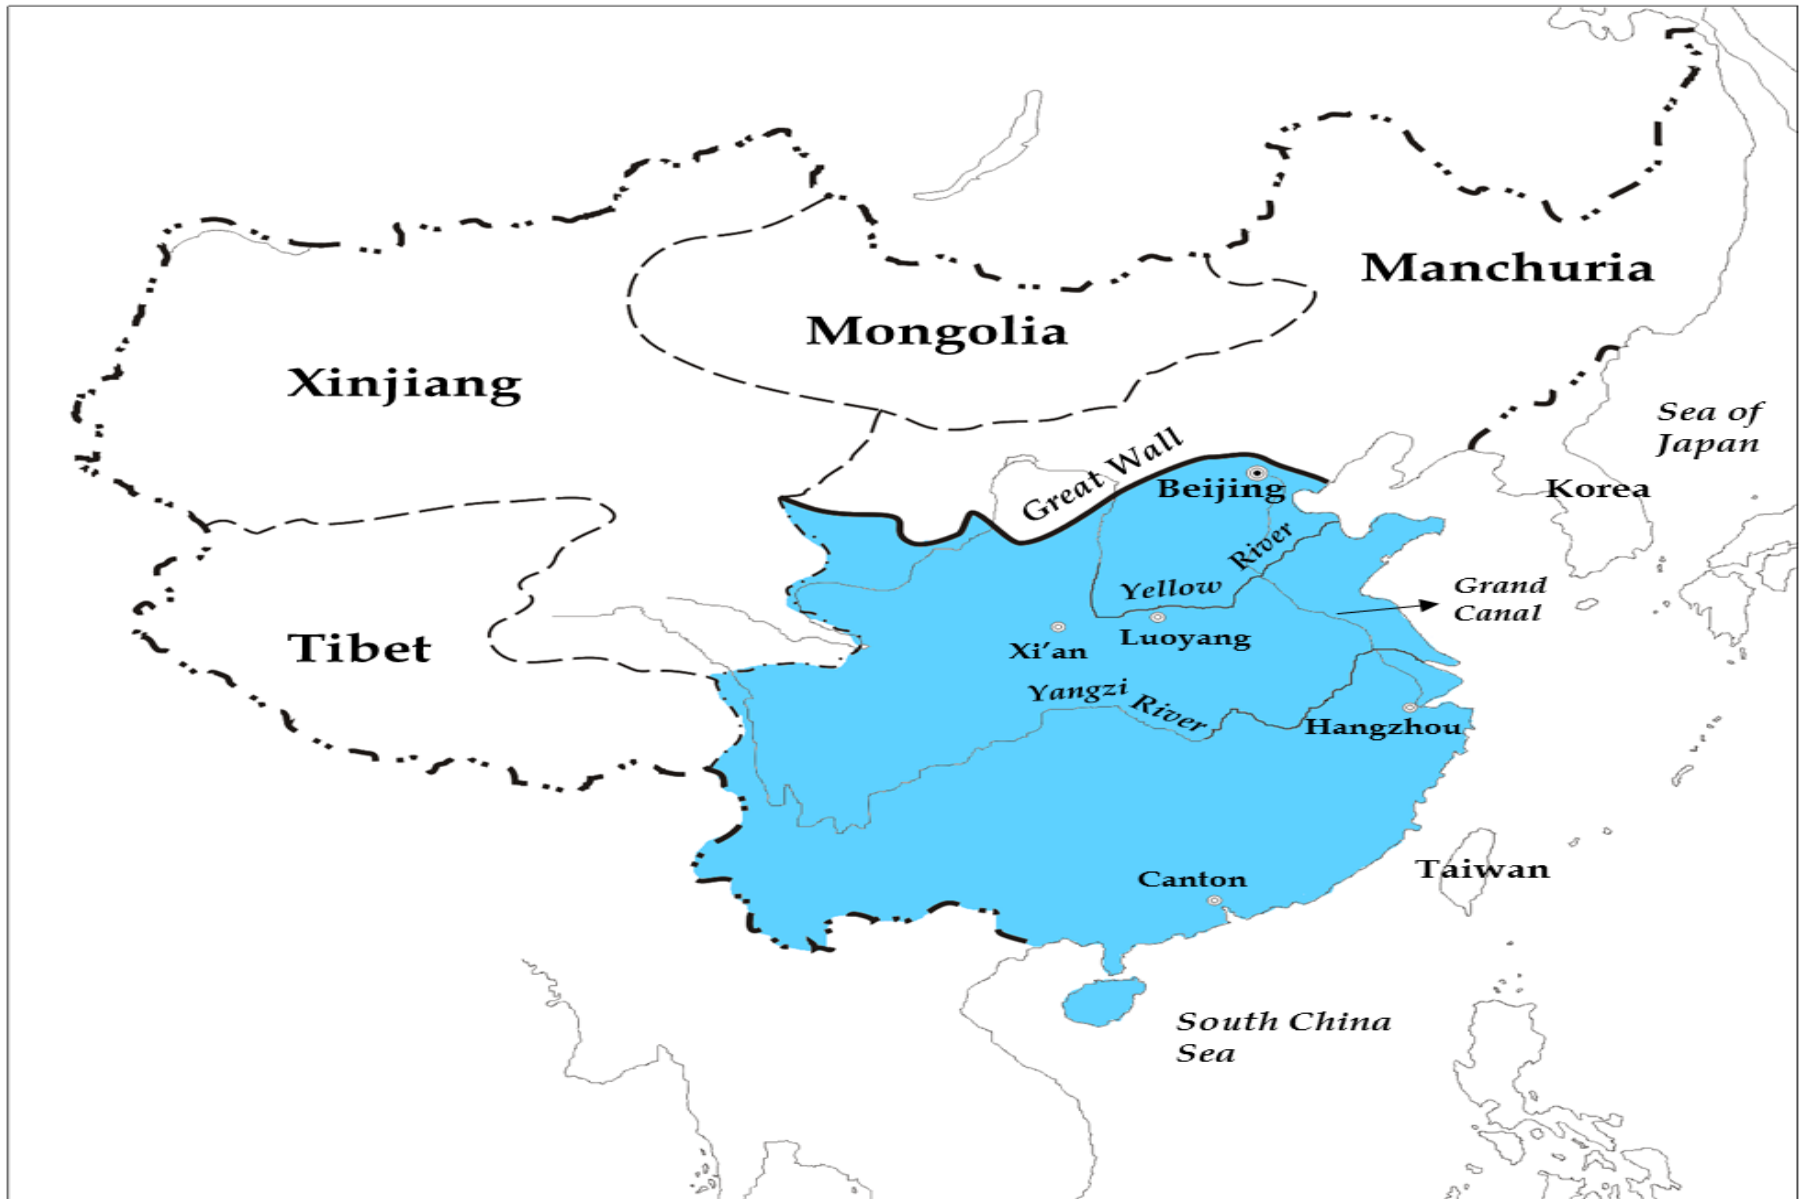 Manchuria
Mongolia
Xinjiang
Sea of
Japan
Great Wall
Beijing
Korea
River
Yellow
Grand
Canal
Xi’an
Luoyang
Tibet
Yangzi
River
Hangzhou
Taiwan
Canton
South China
Sea